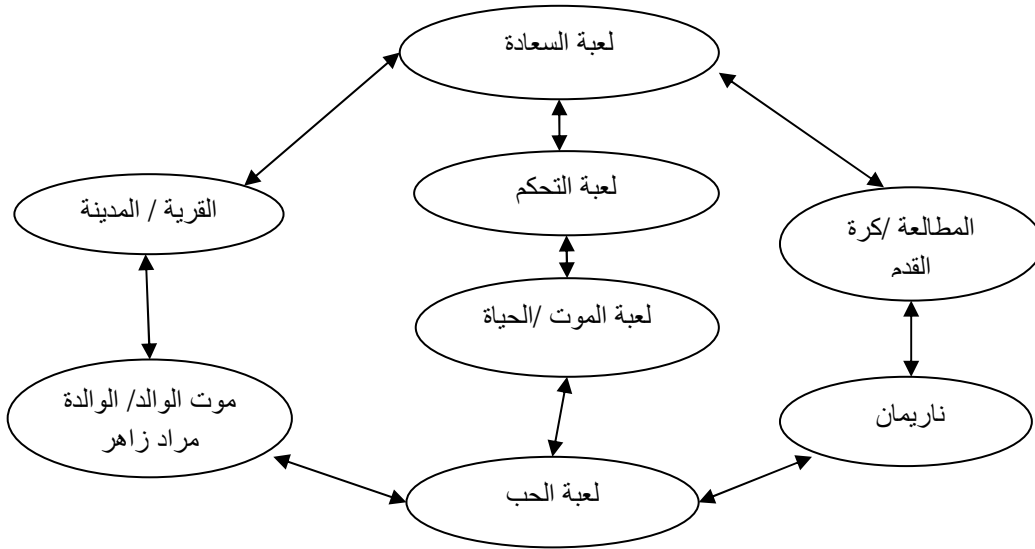 لعبة السعادة
لعبة التحكم
القرية / المدينة
المطالعة /كرة
القدم
لعبة الموت /الحياة
موت الوالد/ الوالدة
مراد زاهر
ناريمان
لعبة الحب